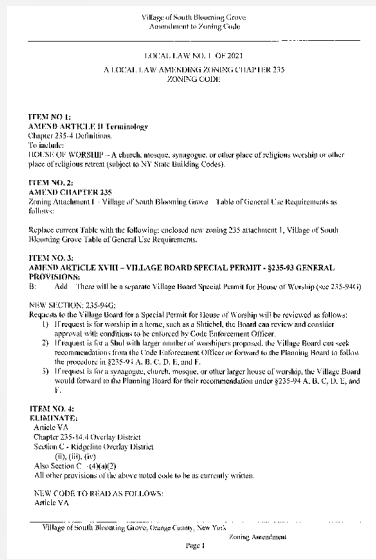 Village of South Blooming Grove
Amendment to Zoning Code
LOCAL LAW NO. 1 OF 2021
A LOCAL LAW AMENDING ZONING CHAPTER 235
ZONING CODE
ITEM NO 1:
AMEND ARTICLE II Terminology
Chapter 235-4 Definitions.
To include:
HOUSE OF WORSHIP – A church, mosque, synagogue, or other place of religious worship or other
place of religious retreat (subject to NY State Building Codes).
ITEM NO. 2:
AMEND CHAPTER 235
Zoning Attachment 1 - Village of South Blooming Grove Table of General Use Requirements as
follows:
Replace current Table with the following: enclosed new zoning 235 attachment 1, Village of South
Blooming Grove Table of General Use Requirements.
ITEM NO. 3:
AMEND ARTICLE XVIII – VILLAGE BOARD SPECIAL PERMIT - §235-93 GENERAL
PROVISIONS:
B: Add There will be a separate Village Board Special Permit for House of Worship (see 235-94G)
NEW SECTION: 235-94G:
Requests to the Village Board for a Special Permit for House of Worship will be reviewed as follows:
1) If request is for worship in a home, such as a Shtiebel, the Board can review and consider
approval with conditions to be enforced by Code Enforcement Officer.
2) If request is for a Shul with larger number of worshipers proposed, the Village Board can seek
recommendations from the Code Enforcement Officer or forward to the Planning Board to follow
the procedure in §235-94 A, B, C, D, E, and F.
3) If request is for a synagogue, church, mosque, or other larger house of worship, the Village Board
would forward to the Planning Board for their recommendation under §235-94 A, B, C, D, E, and
F.
ITEM NO. 4:
ELIMINATE:
Article VA
Chapter 235-14.4 Overlay District
Section C - Ridgeline Overlay District
(ii), (iii), (iv)
Also Section C -(4)(a)(2)
All other provisions of the above noted code to be as currently written.
NEW CODE TO READ AS FOLLOWS:
Article VA
Village of South Blooming Grove, Orange County, New York
Zoning Amendment
Page 1